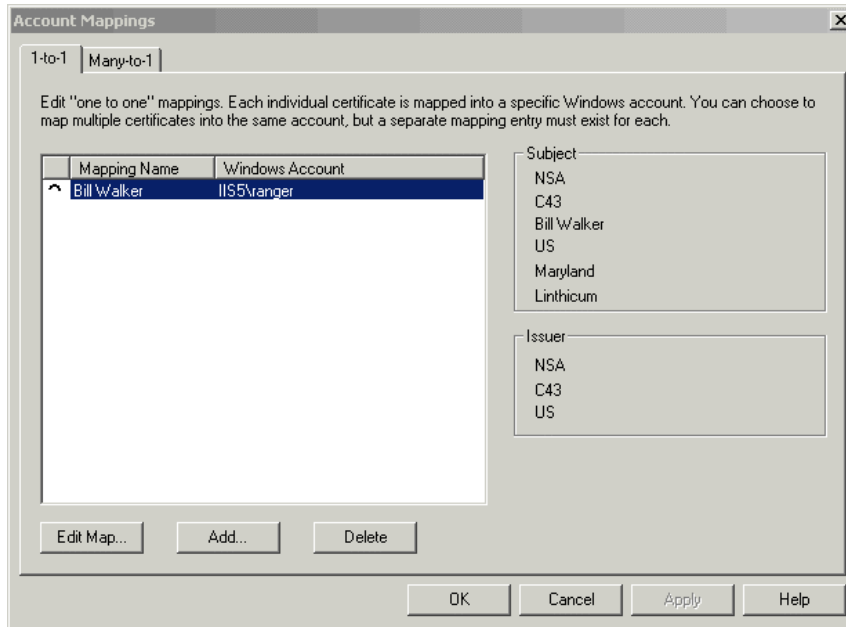 Account Mappings
1-to-1 Many-to-1
Edit "one to one" mappings. Each individual certificate is mapped into a specific Windows account. You can choose to
map multiple certificates into the same account, but a separate mapping entry must exist for each.
Mapping Name Windows Account
Bill Walker IIS5\ranger
Subject
NSA
C43
Bill Walker
US
Maryland
Linthicum
Issuer
NSA
C43
US
Edit Map... Add... Delete
OK Cancel Apply Help